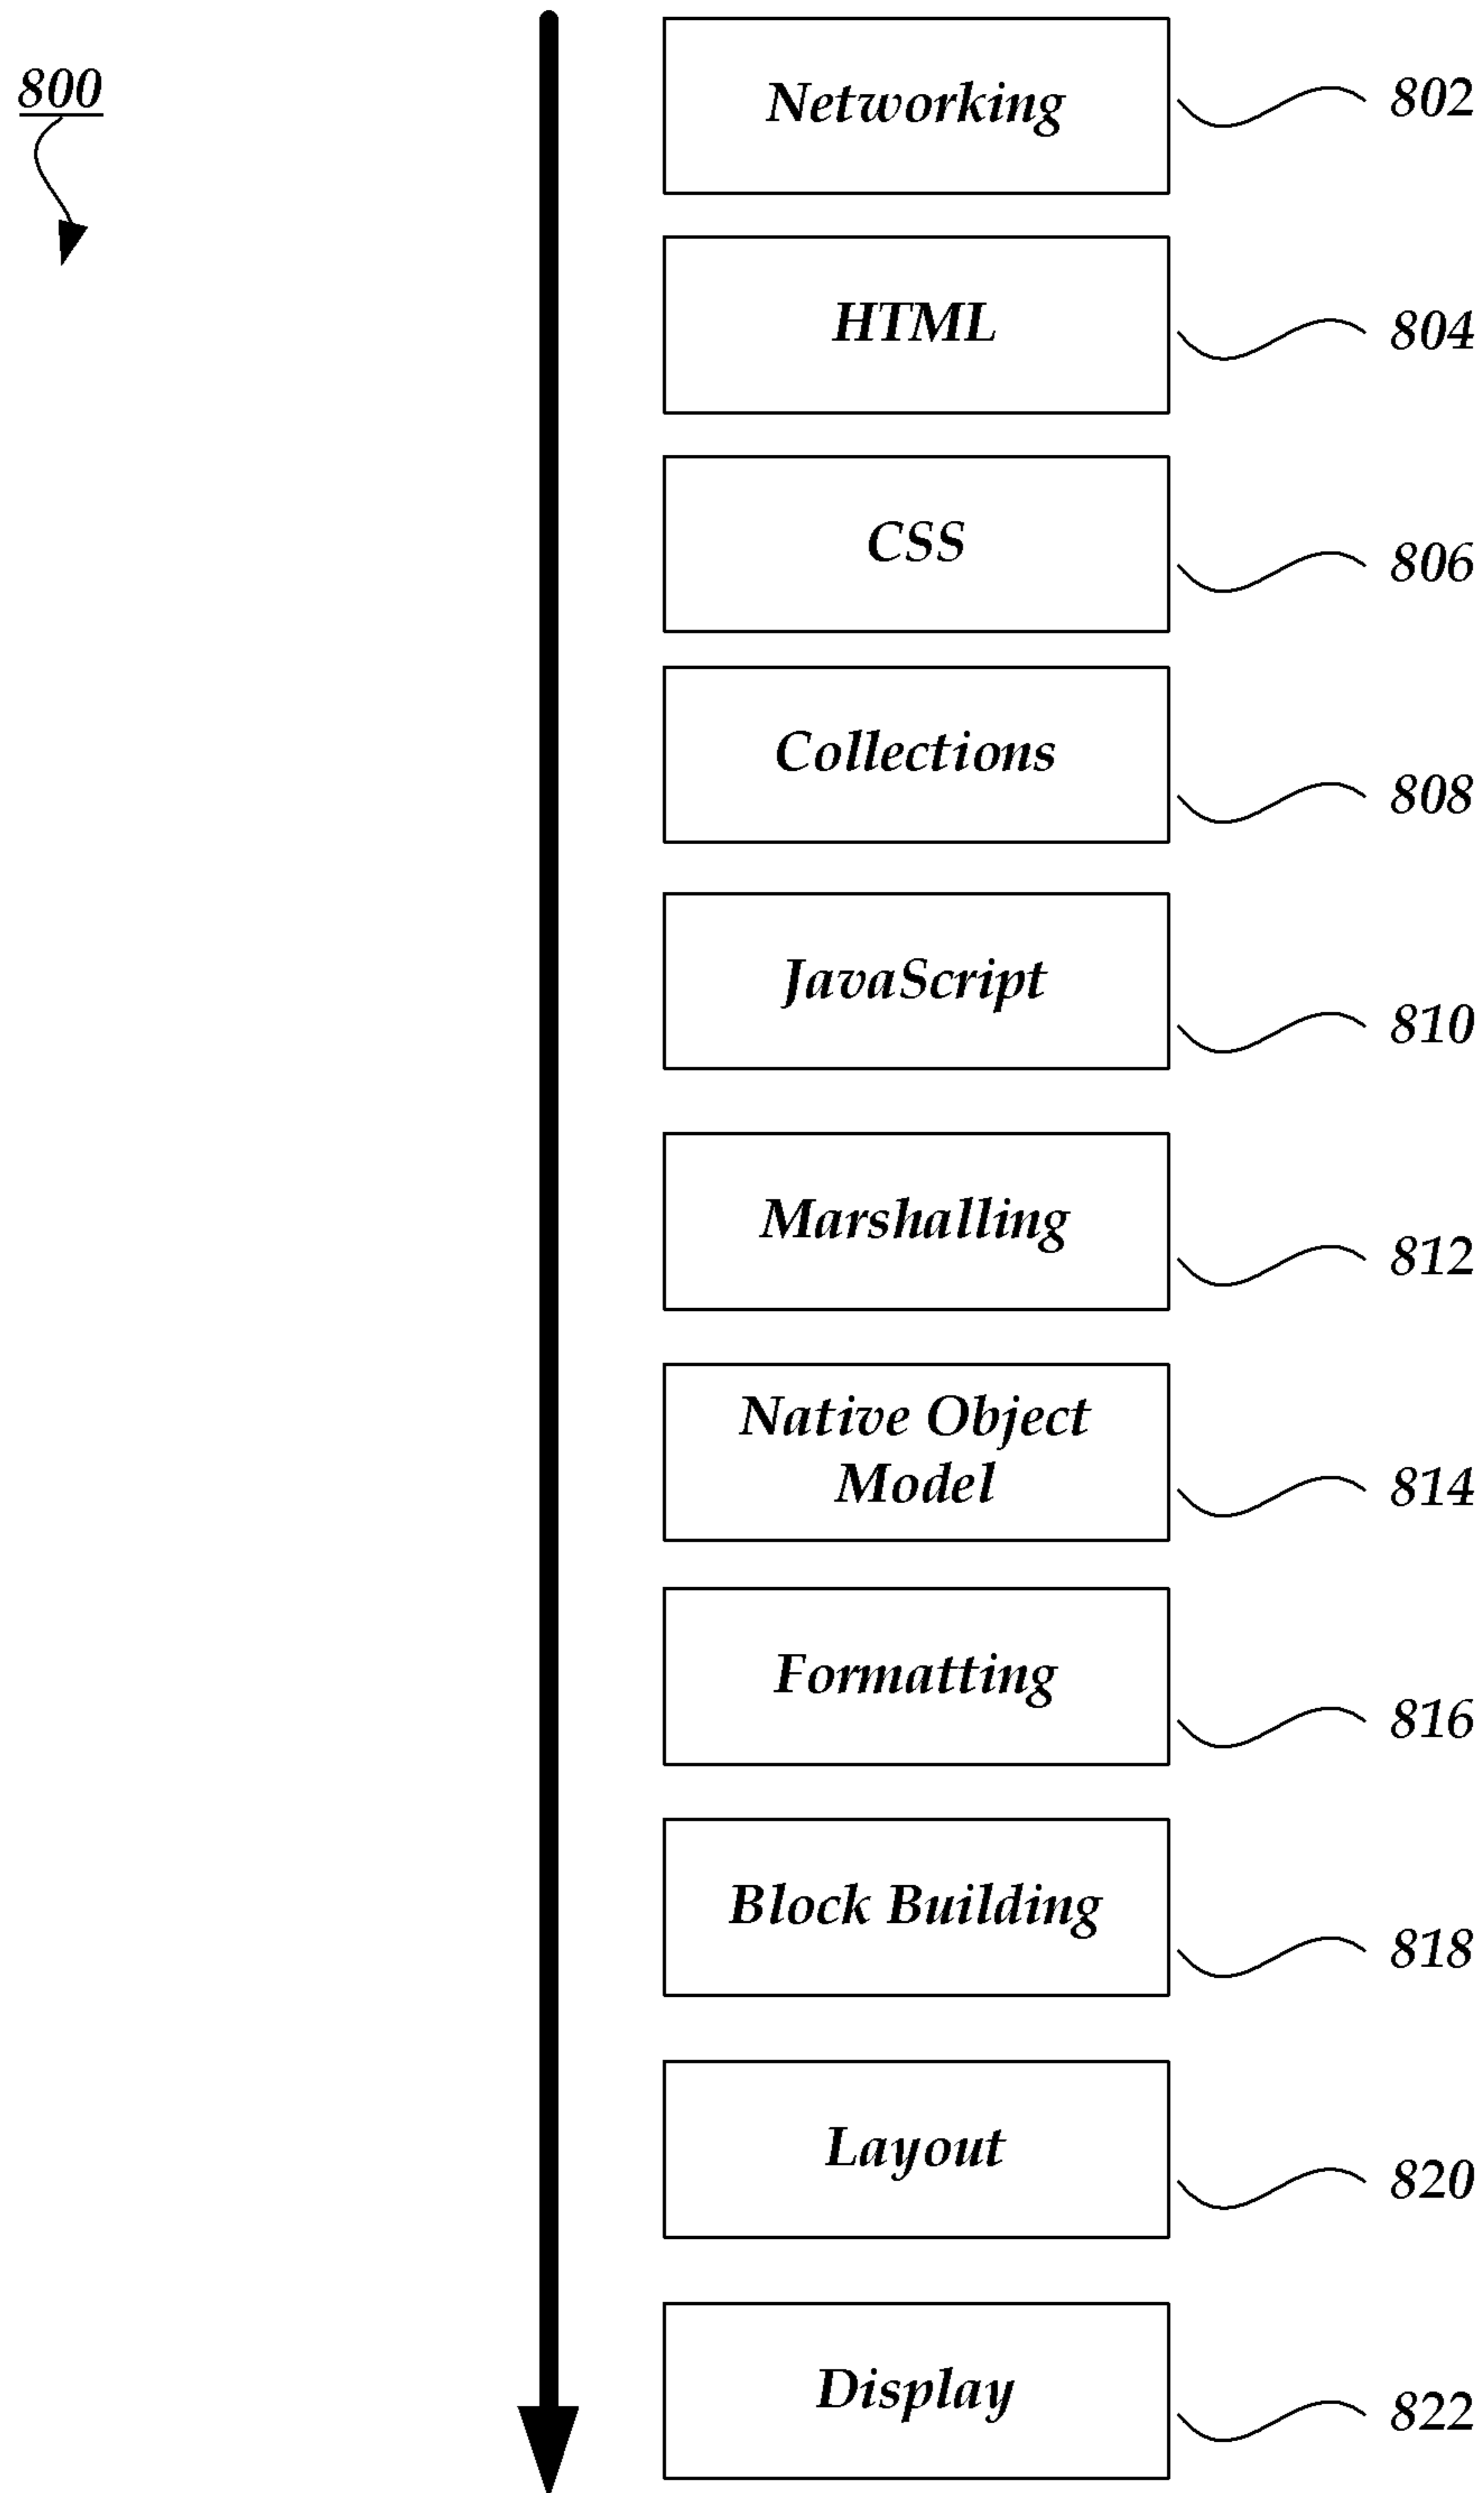 800
Networking
802
HTML
804
CSS
806
Collections
808
JavaScript
810
Marshalling
812
Native Object
Model
814
Formatting
816
Block Building
818
Layout
820
Display
822